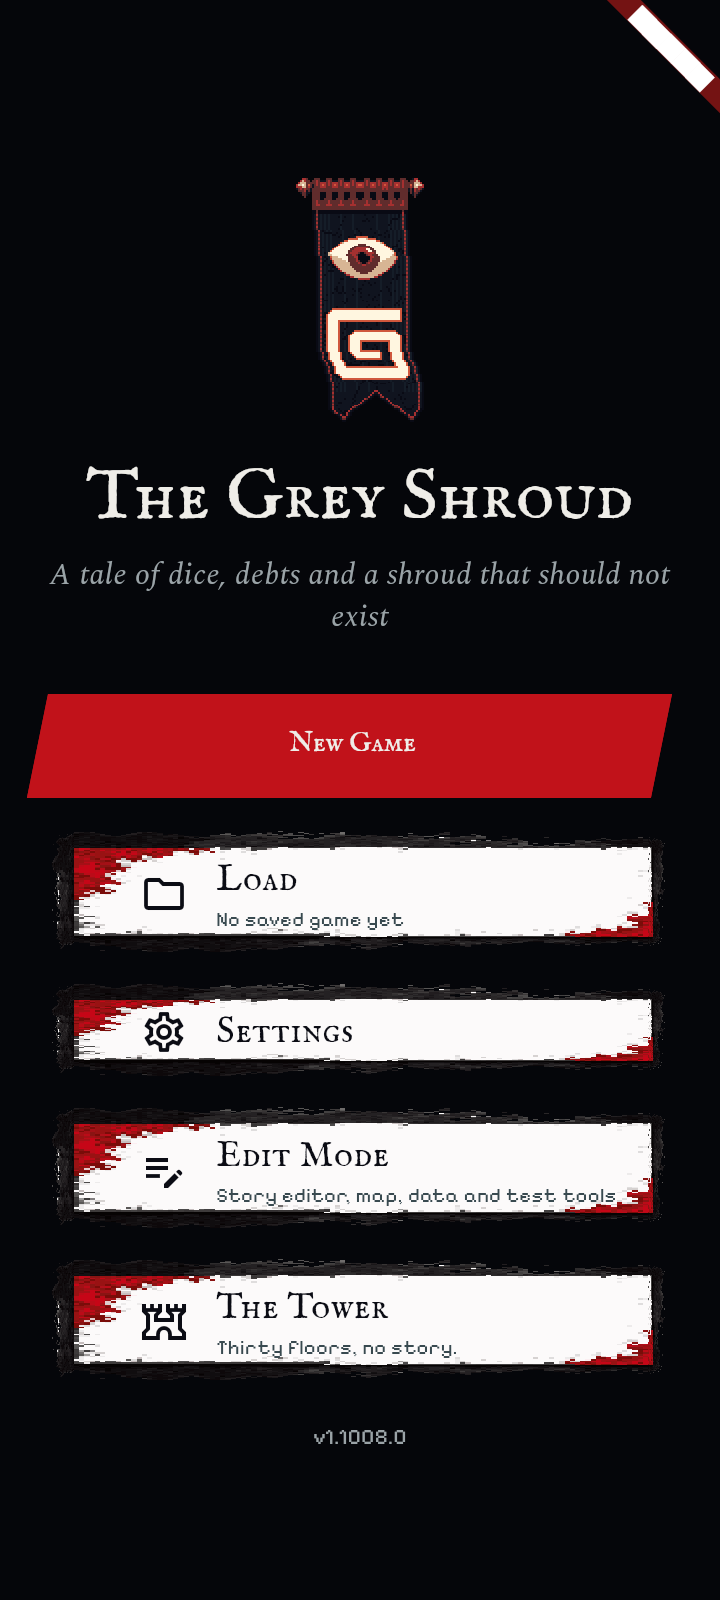 The Grey Shroud
A tale of dice, debts and a shroud that should not
exist
New Game
Load
No saved game yet
Settings
Edit Mode
Story editor, map, data and test tools
The Tower
Thirty floors, no story.
v1.1008.0